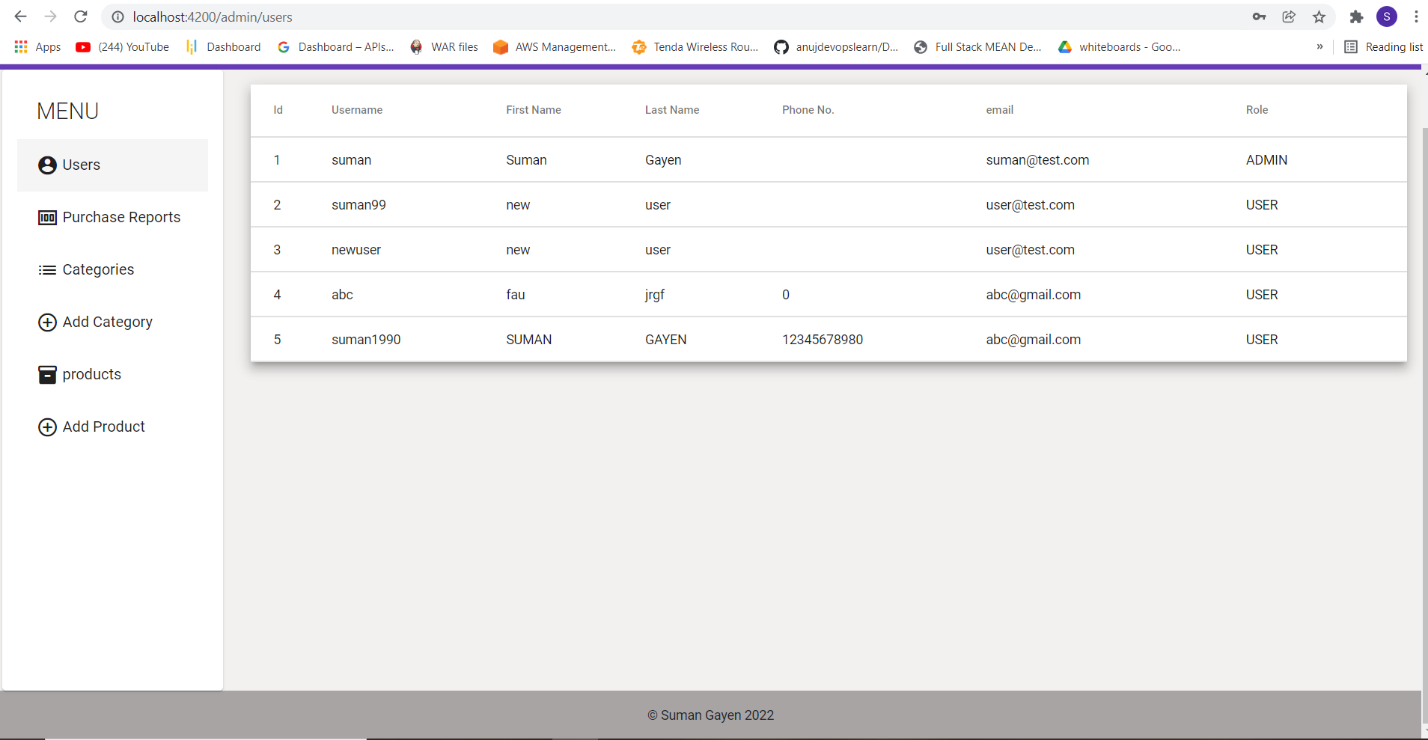 localhost:4200/admin/users
S
Apps (244) YouTube Dashboard Dashboard – APIs... WAR files AWS Management... Tenda Wireless Rou... anujdevopslearn/D... Full Stack MEAN De... whiteboards - Goo... » Reading list
MENU
Users
Purchase Reports
Categories
Add Category
products
Add Product
Id Username First Name Last Name Phone No. email Role
1 suman Suman Gayen suman@test.com ADMIN
2 suman99 new user user@test.com USER
3 newuser new user user@test.com USER
4 abc fau jrgf 0 abc@gmail.com USER
5 suman1990 SUMAN GAYEN 12345678980 abc@gmail.com USER
© Suman Gayen 2022